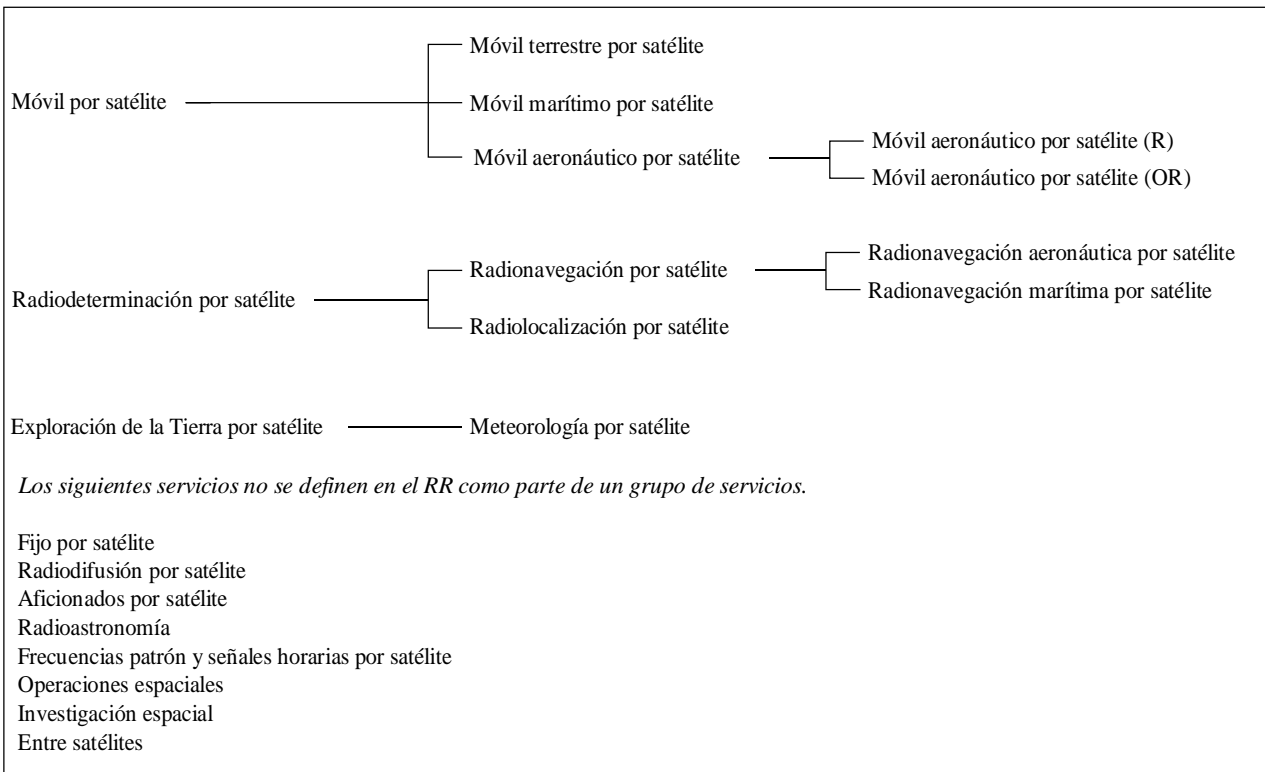 Móvil por satélite
Móvil terrestre por satélite
Móvil marítimo por satélite
Móvil aeronáutico por satélite
Móvil aeronáutico por satélite (R)
Móvil aeronáutico por satélite (OR)
Radiodeterminación por satélite
Radionavegación por satélite
Radionavegación aeronáutica por satélite
Radionavegación marítima por satélite
Radiolocalización por satélite
Exploración de la Tierra por satélite
Meteorología por satélite
Los siguientes servicios no se definen en el RR como parte de un grupo de servicios.
Fijo por satélite
Radiodifusión por satélite
Aficionados por satélite
Radioastronomía
Frecuencias patrón y señales horarias por satélite
Operaciones espaciales
Investigación espacial
Entre satélites